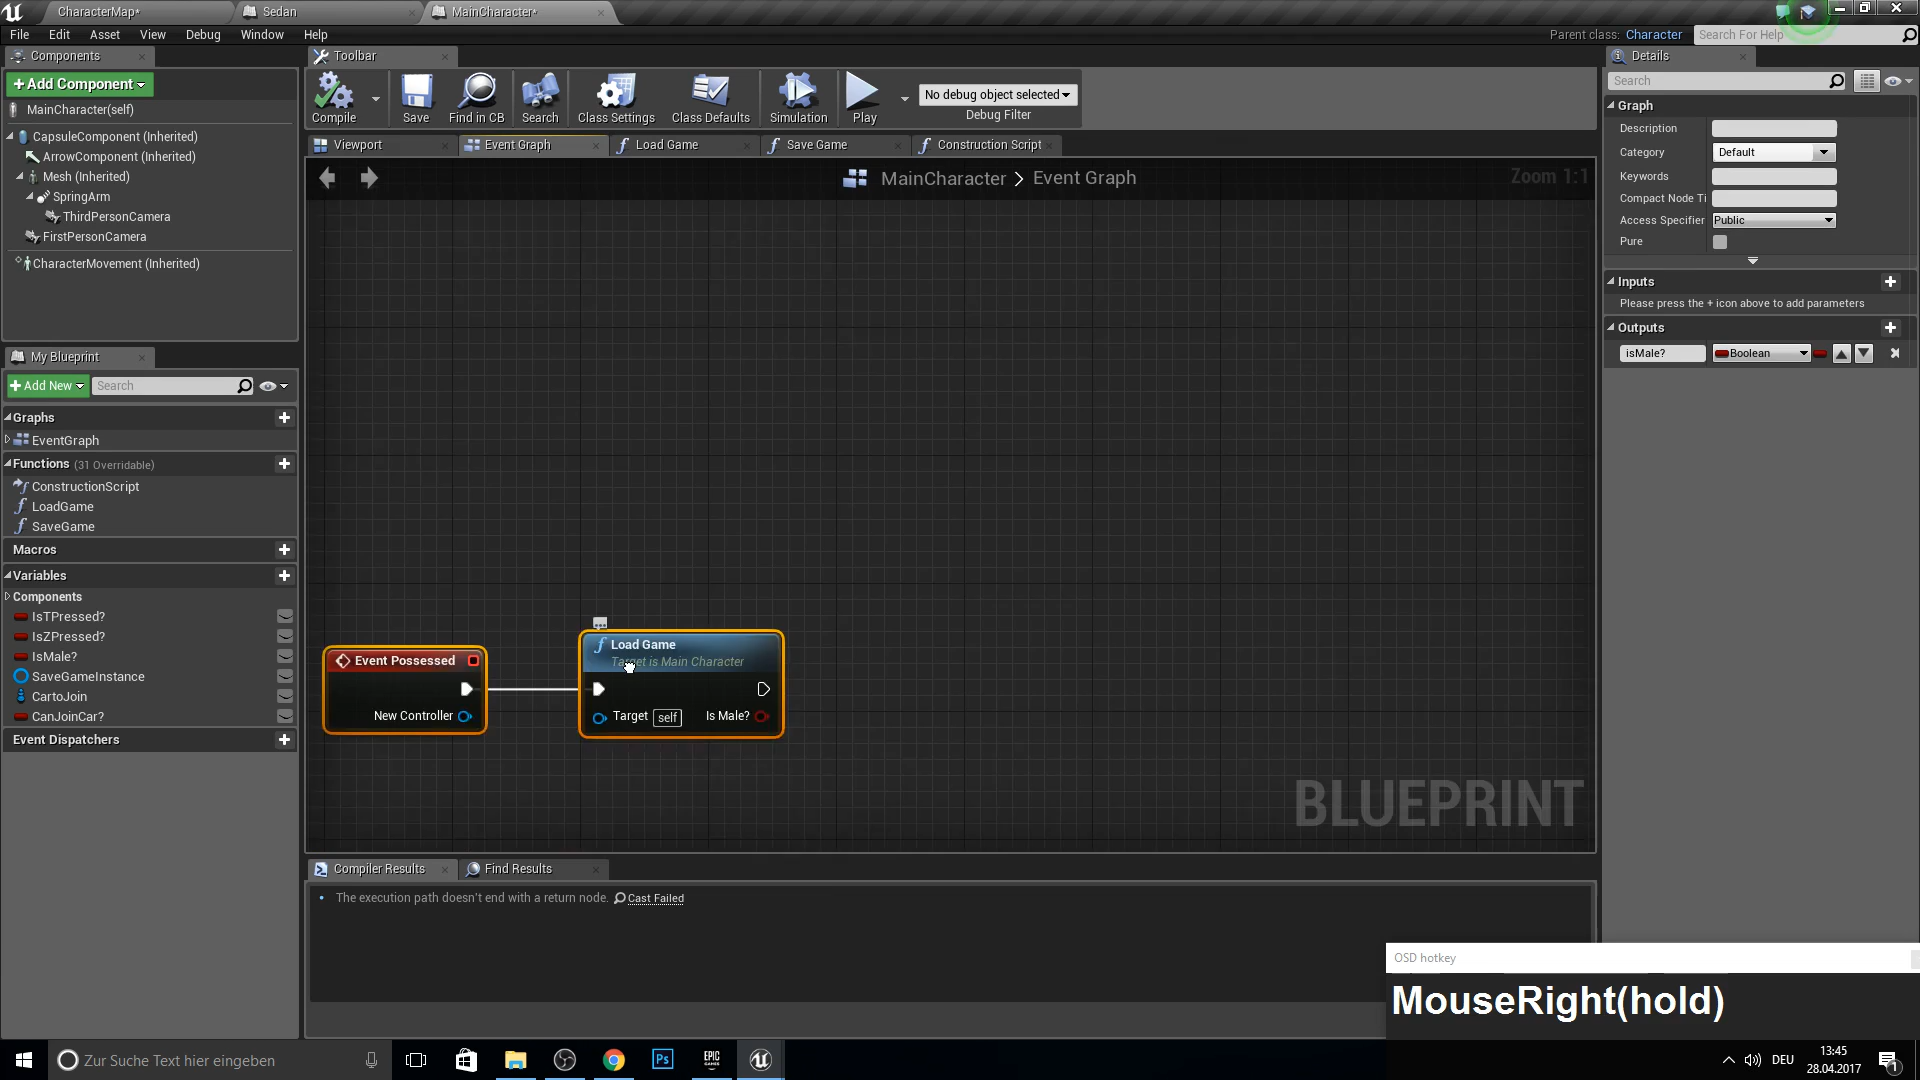 CharacterMap*
Sedan
MainCharacter*
File Edit Asset View Debug Window Help
Parent class: Character
Search For Help
Components
+Add Component
MainCharacter(self)
CapsuleComponent (Inherited)
ArrowComponent (Inherited)
Mesh (Inherited)
SpringArm
ThirdPersonCamera
FirstPersonCamera
CharacterMovement (Inherited)
My Blueprint
+Add New
Search
Graphs
EventGraph
Functions (31 Overridable)
ConstructionScript
LoadGame
SaveGame
Macros
Variables
Components
IsTPressed?
IsZPressed?
IsMale?
SaveGameInstance
CartoJoin
CanJoinCar?
Event Dispatchers
Toolbar
Compile
Save
Find in CB
Search
Class Settings
Class Defaults
Simulation
Play
No debug object selected
Debug Filter
Viewport
Event Graph
Load Game
Save Game
Construction Script
MainCharacter > Event Graph
Zoom 1:1
Event Possessed
New Controller
Load Game
Target is Main Character
Target self
Is Male?
BLUEPRINT
Compiler Results
Find Results
The execution path doesn't end with a return node. Cast Failed
Details
Search
Graph
Description
Category Default
Keywords
Compact Node Ti
Access Specifier Public
Pure
Inputs
Please press the + icon above to add parameters
Outputs
isMale? Boolean
OSD hotkey
MouseRight(hold)
Zur Suche Text hier eingeben
Ps
EPIC
GAMES
DEU
13:45
28.04.2017
1